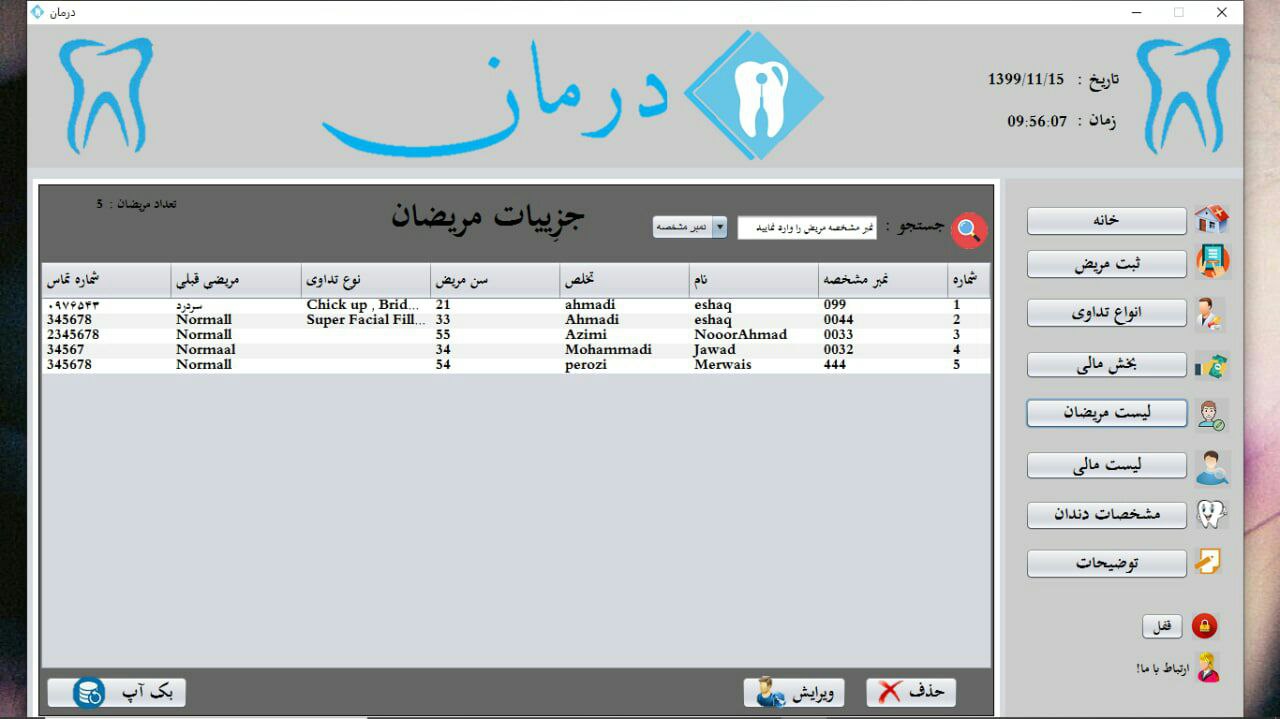 درمان
درمان
تاریخ : 1399/11/15
زمان : 09:56:07
خانه
ثبت مریض
انواع تداوی
بخش مالی
لیست مریضان
لیست مالی
مشخصات دندان
توضیحات
قفل
ارتباط با ما!
جستجو : نمبر مشخصه مریض را وارد نمایید نمبر مشخصه
جزییات مریضان
تعداد مریضان : 5
شماره نمبر مشخصه نام تخلص سن مریض نوع تداوی مریضی قبلی شماره تماس
1 099 eshaq ahmadi 21 Chick up , Brid... سردرد ۰۹۷۶۵۴۳
2 0044 eshaq Ahmadi 33 Super Facial Fill... Normall 345678
3 0033 NooorAhmad Azimi 55 Normall 2345678
4 0032 Jawad Mohammadi 34 Normaal 34567
5 444 Merwais perozi 54 Normall 345678
حذف
ویرایش
بک آپ